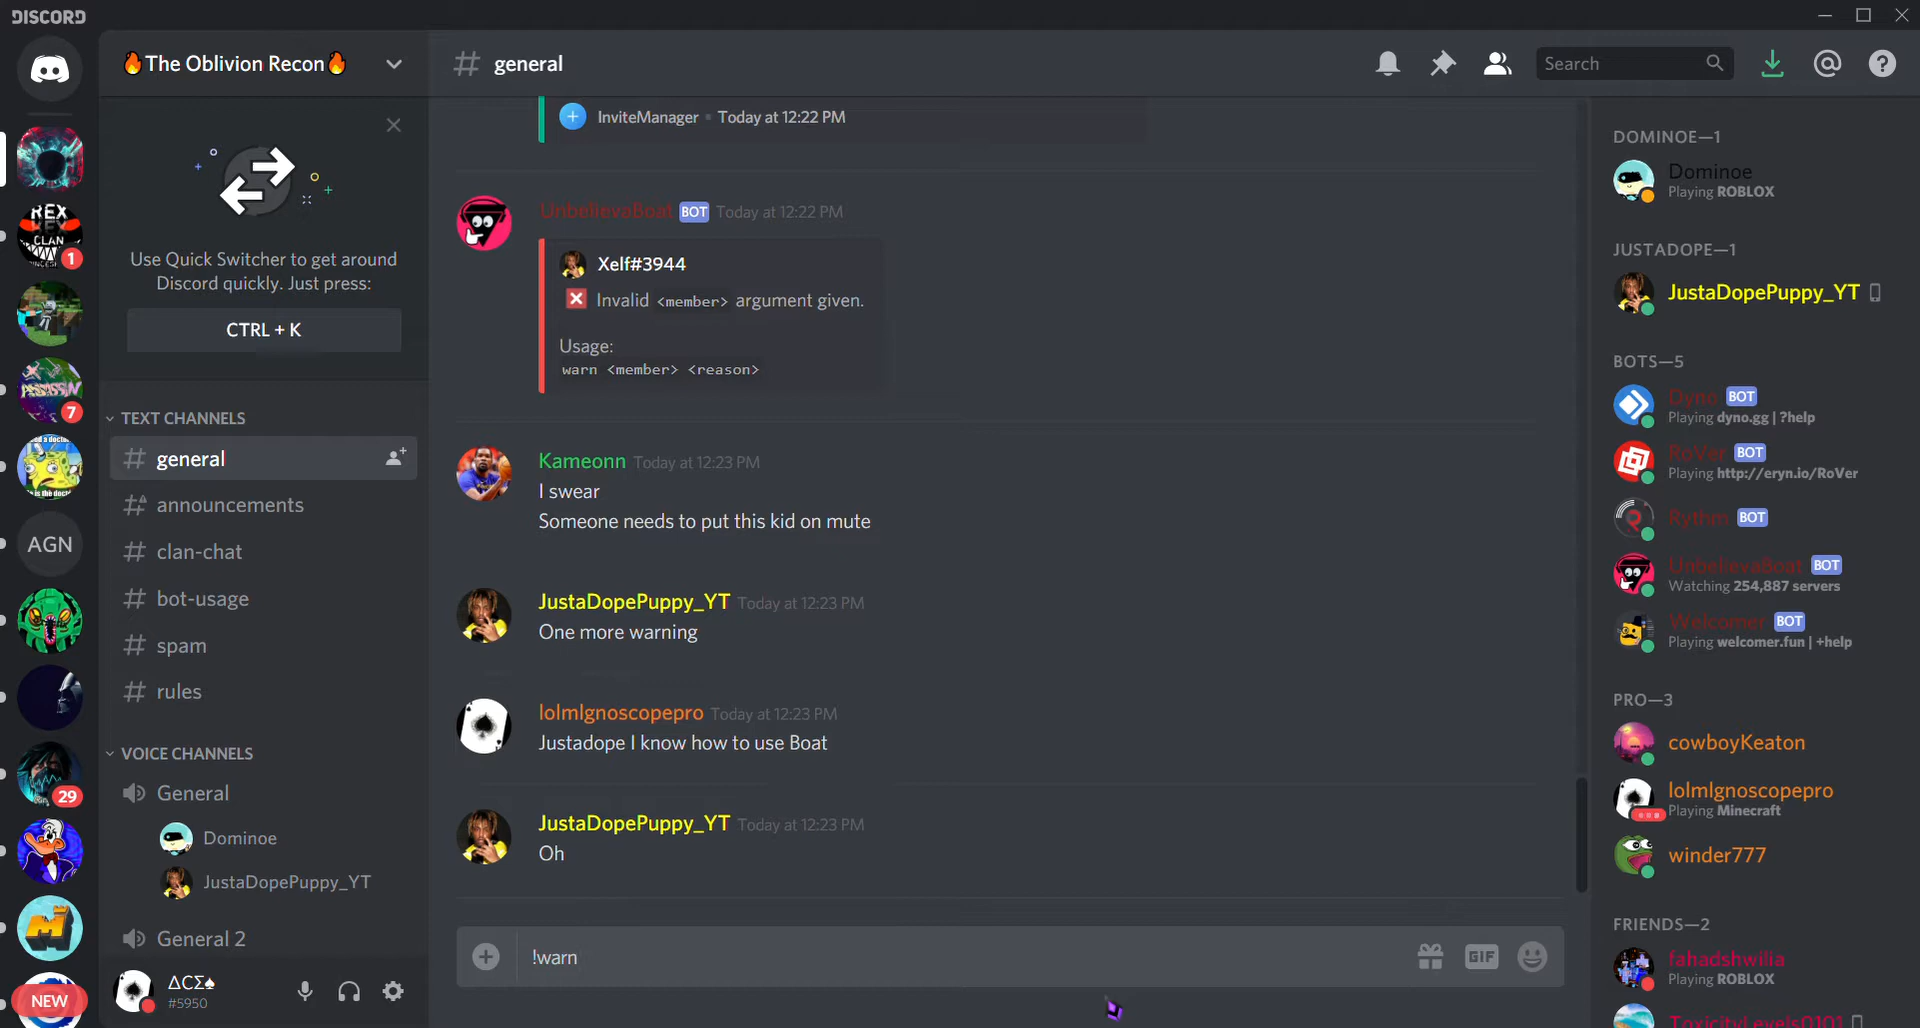 DISCORD
🔥The Oblivion Recon🔥
Use Quick Switcher to get around
Discord quickly. Just press:
CTRL + K
TEXT CHANNELS
# general
# announcements
# clan-chat
# bot-usage
# spam
# rules
VOICE CHANNELS
General
Dominoe
JustaDopePuppy_YT
General 2
ΔCΣ♠
#5950
REX
CLAN
1
7
AGN
29
NEW
# general
Search
InviteManager • Today at 12:22 PM
UnbelievaBoat BOT Today at 12:22 PM
Xelf#3944
Invalid <member> argument given.
Usage:
warn <member> <reason>
Kameonn Today at 12:23 PM
I swear
Someone needs to put this kid on mute
JustaDopePuppy_YT Today at 12:23 PM
One more warning
lolmlgnoscopepro Today at 12:23 PM
Justadope I know how to use Boat
JustaDopePuppy_YT Today at 12:23 PM
Oh
!warn
GIF
DOMINOE—1
Dominoe
Playing ROBLOX
JUSTADOPE—1
JustaDopePuppy_YT
BOTS—5
Dyno BOT
Playing dyno.gg | ?help
RoVer BOT
Playing http://eryn.io/RoVer
Rythm BOT
UnbelievaBoat BOT
Watching 254,887 servers
Welcomer BOT
Playing welcomer.fun | +help
PRO—3
cowboyKeaton
lolmlgnoscopepro
Playing Minecraft
winder777
FRIENDS—2
fahadshwilia
Playing ROBLOX
ToxicityLevels0101